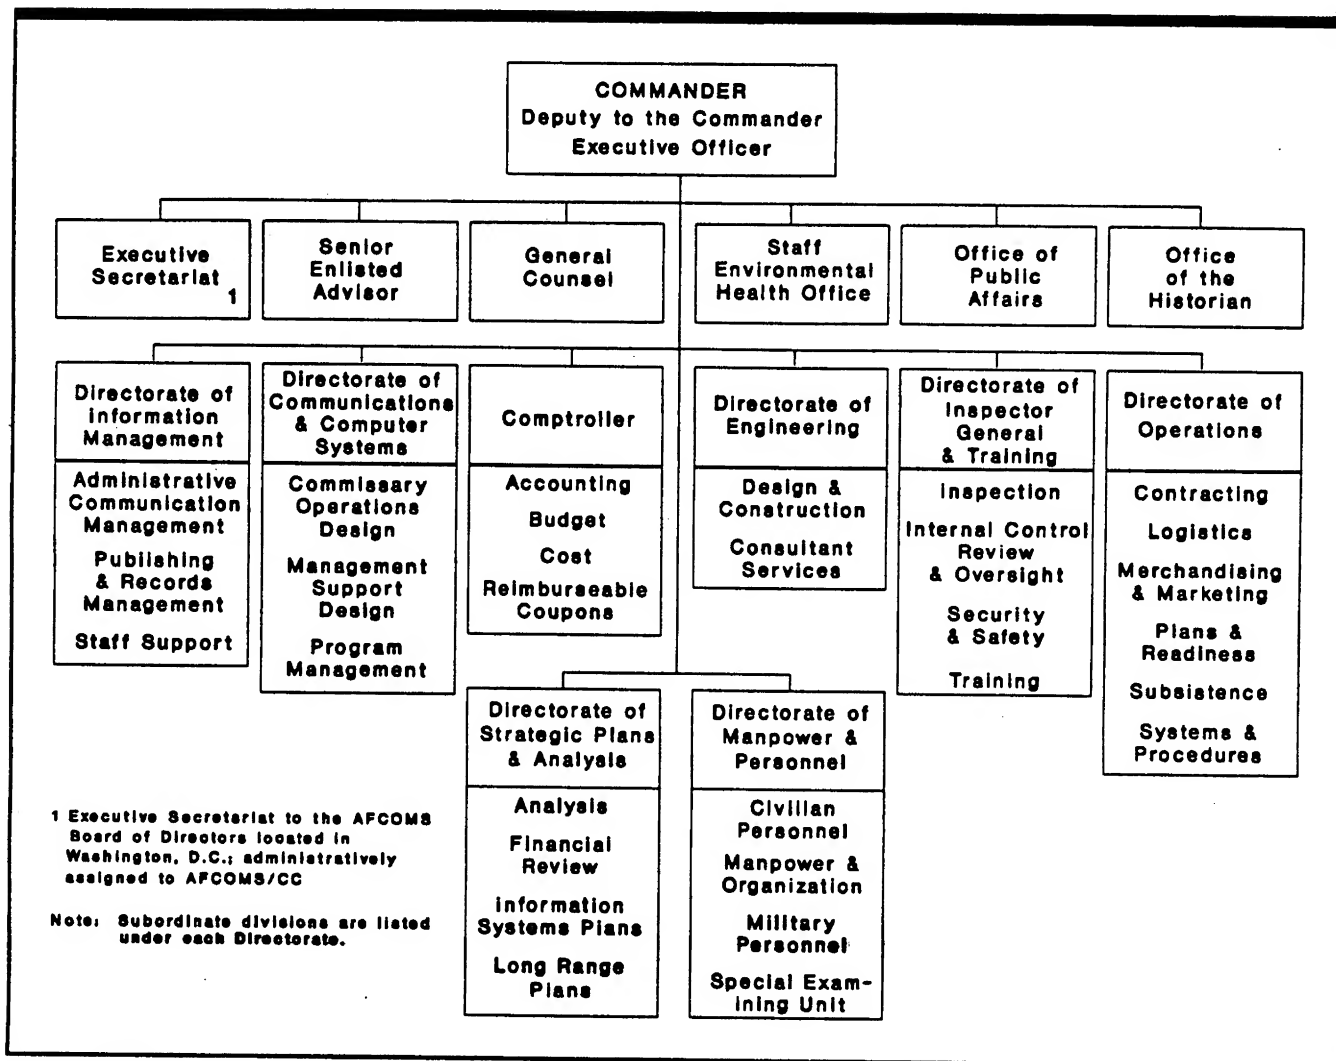 COMMANDER
Deputy to the Commander
Executive Officer
Executive
Secretariat
1
Senior
Enlisted
Advisor
General
Counsel
Staff
Environmental
Health Office
Office of
Public
Affairs
Office
of the
Historian
Directorate of
Information
Management
Administrative
Communication
Management
Publishing
& Records
Management
Staff Support
Directorate of
Communications
& Computer
Systems
Commissary
Operations
Design
Management
Support
Design
Program
Management
Comptroller
Accounting
Budget
Cost
Reimburseable
Coupons
Directorate of
Engineering
Design &
Construction
Consultant
Services
Directorate of
Inspector
General
& Training
Inspection
Internal Control
Review
& Oversight
Security
& Safety
Training
Directorate of
Operations
Contracting
Logistics
Merchandising
& Marketing
Plans &
Readiness
Subsistence
Systems &
Procedures
Directorate of
Strategic Plans
& Analysis
Analysis
Financial
Review
Information
Systems Plans
Long Range
Plans
Directorate of
Manpower &
Personnel
Civilian
Personnel
Manpower &
Organization
Military
Personnel
Special Exam-
ining Unit
1 Executive Secretariat to the AFCOMS
Board of Directors located in
Washington, D.C.; administratively
assigned to AFCOMS/CC
Note: Subordinate divisions are listed
under each Directorate.